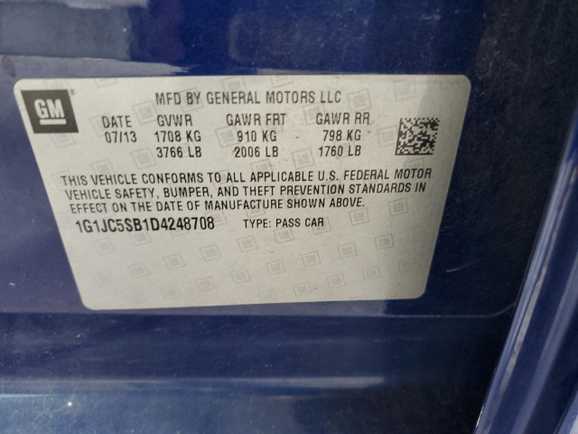 GM
MFD BY GENERAL MOTORS LLC
DATE GVWR GAWR FRT GAWR RR
07/13 1708 KG 910 KG 798 KG
3766 LB 2006 LB 1760 LB
THIS VEHICLE CONFORMS TO ALL APPLICABLE U.S. FEDERAL MOTOR
VEHICLE SAFETY, BUMPER, AND THEFT PREVENTION STANDARDS IN
EFFECT ON THE DATE OF MANUFACTURE SHOWN ABOVE.
1G1JC5SB1D4248708 TYPE: PASS CAR